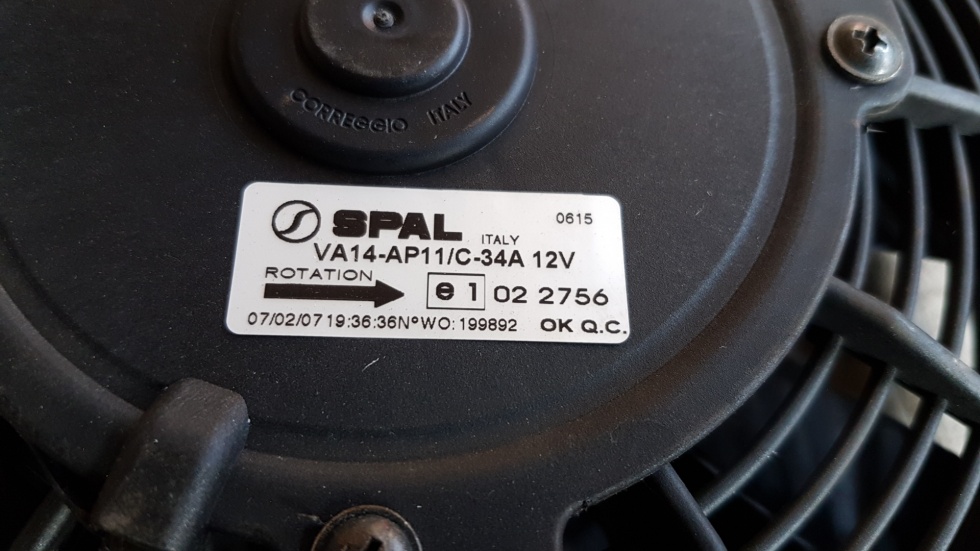 CORREGGIO ITALY
SPAL ITALY 0615
VA14-AP11/C-34A 12V
ROTATION
e 1 02 2756
07/02/07 19:36:36 N° WO: 199892 OK Q.C.